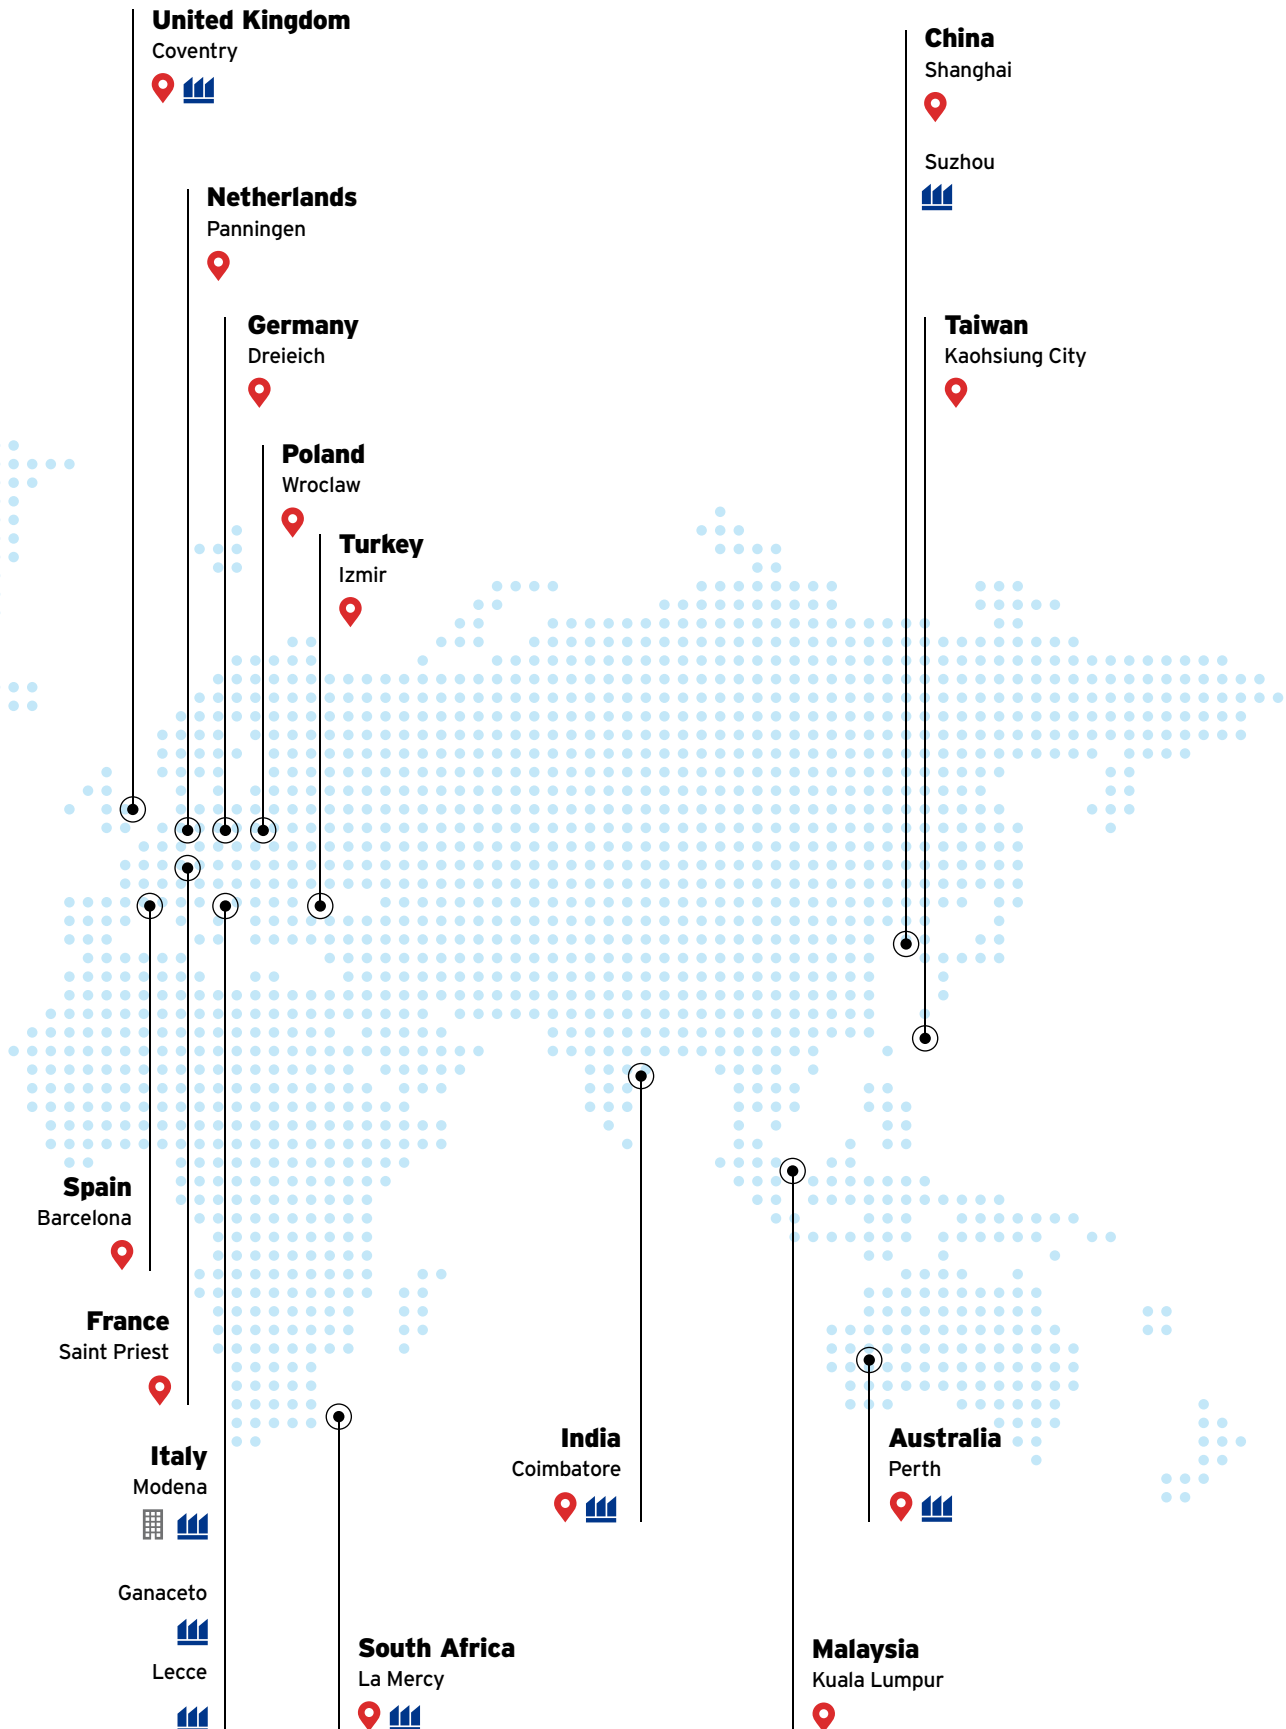 United Kingdom
Coventry
China
Shanghai
Suzhou
Netherlands
Panningen
Germany
Dreieich
Taiwan
Kaohsiung City
Poland
Wroclaw
Turkey
Izmir
Spain
Barcelona
France
Saint Priest
Italy
Modena
Ganaceto
Lecce
India
Coimbatore
Australia
Perth
South Africa
La Mercy
Malaysia
Kuala Lumpur